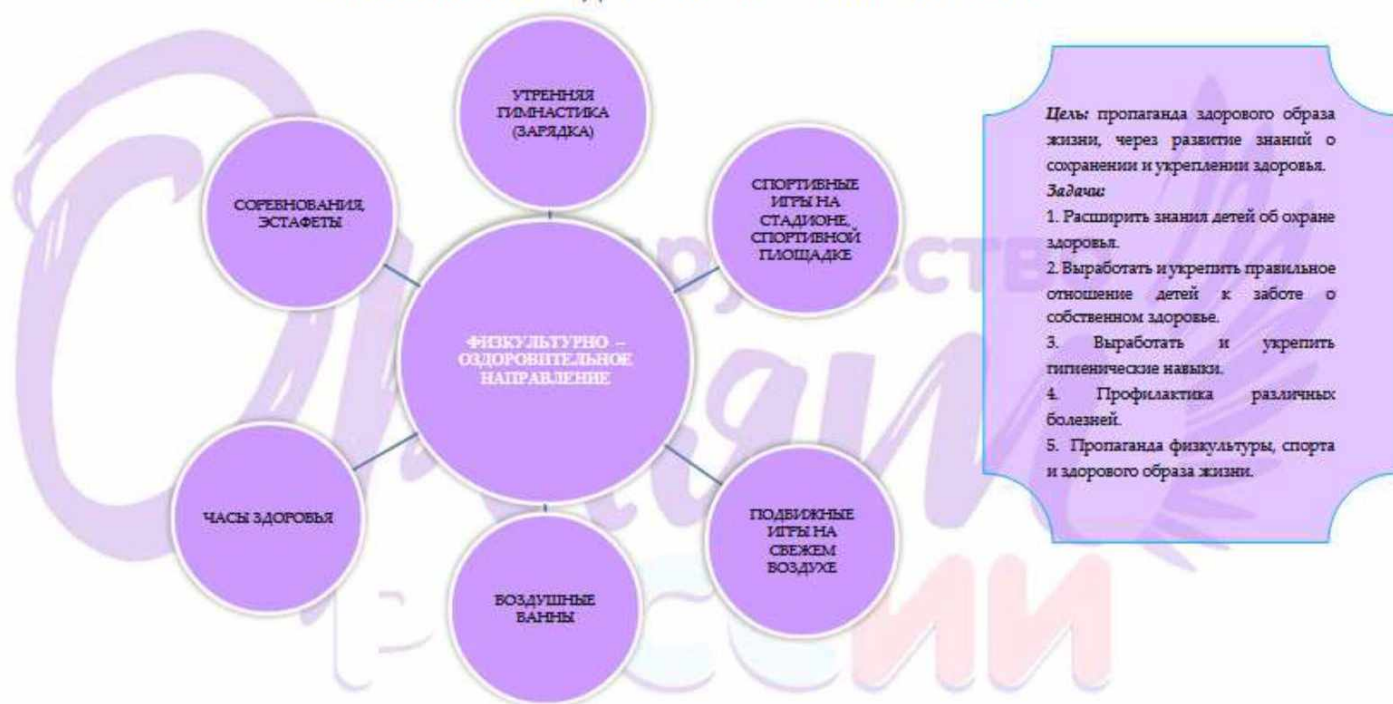 УТРЕННЯЯ
ГИМНАСТИКА
(ЗАРЯДКА)
СПОРТИВНЫЕ
ИГРЫ НА
СТАДИОНЕ,
СПОРТИВНОЙ
ПЛОЩАДКЕ
ПОДВИЖНЫЕ
ИГРЫ НА
СВЕЖЕМ
ВОЗДУХЕ
ВОЗДУШНЫЕ
ВАННЫ
ЧАСЫ ЗДОРОВЬЯ
СОРЕВНОВАНИЯ,
ЭСТАФЕТЫ
ФИЗКУЛЬТУРНО –
ОЗДОРОВИТЕЛЬНОЕ
НАПРАВЛЕНИЕ
Цель: пропаганда здорового образа
жизни, через развитие знаний о
сохранении и укреплении здоровья.
Задачи:
1. Расширить знания детей об охране
здоровья.
2. Выработать и укрепить правильное
отношение детей к заботе о
собственном здоровье.
3. Выработать и укрепить
гигиенические навыки.
4. Профилактика различных
болезней.
5. Пропаганда физкультуры, спорта
и здорового образа жизни.